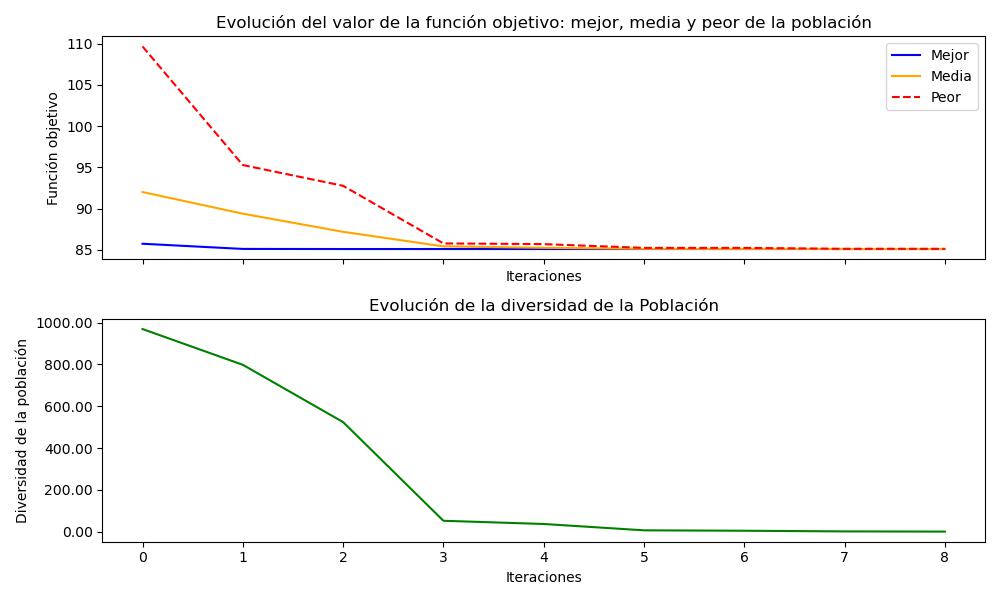 Evolución del valor de la función objetivo: mejor, media y peor de la población
110
105
100
95
90
85
Función objetivo
Mejor
Media
Peor
Iteraciones
Evolución de la diversidad de la Población
1000.00
800.00
600.00
400.00
200.00
0.00
Diversidad de la población
0 1 2 3 4 5 6 7 8
Iteraciones